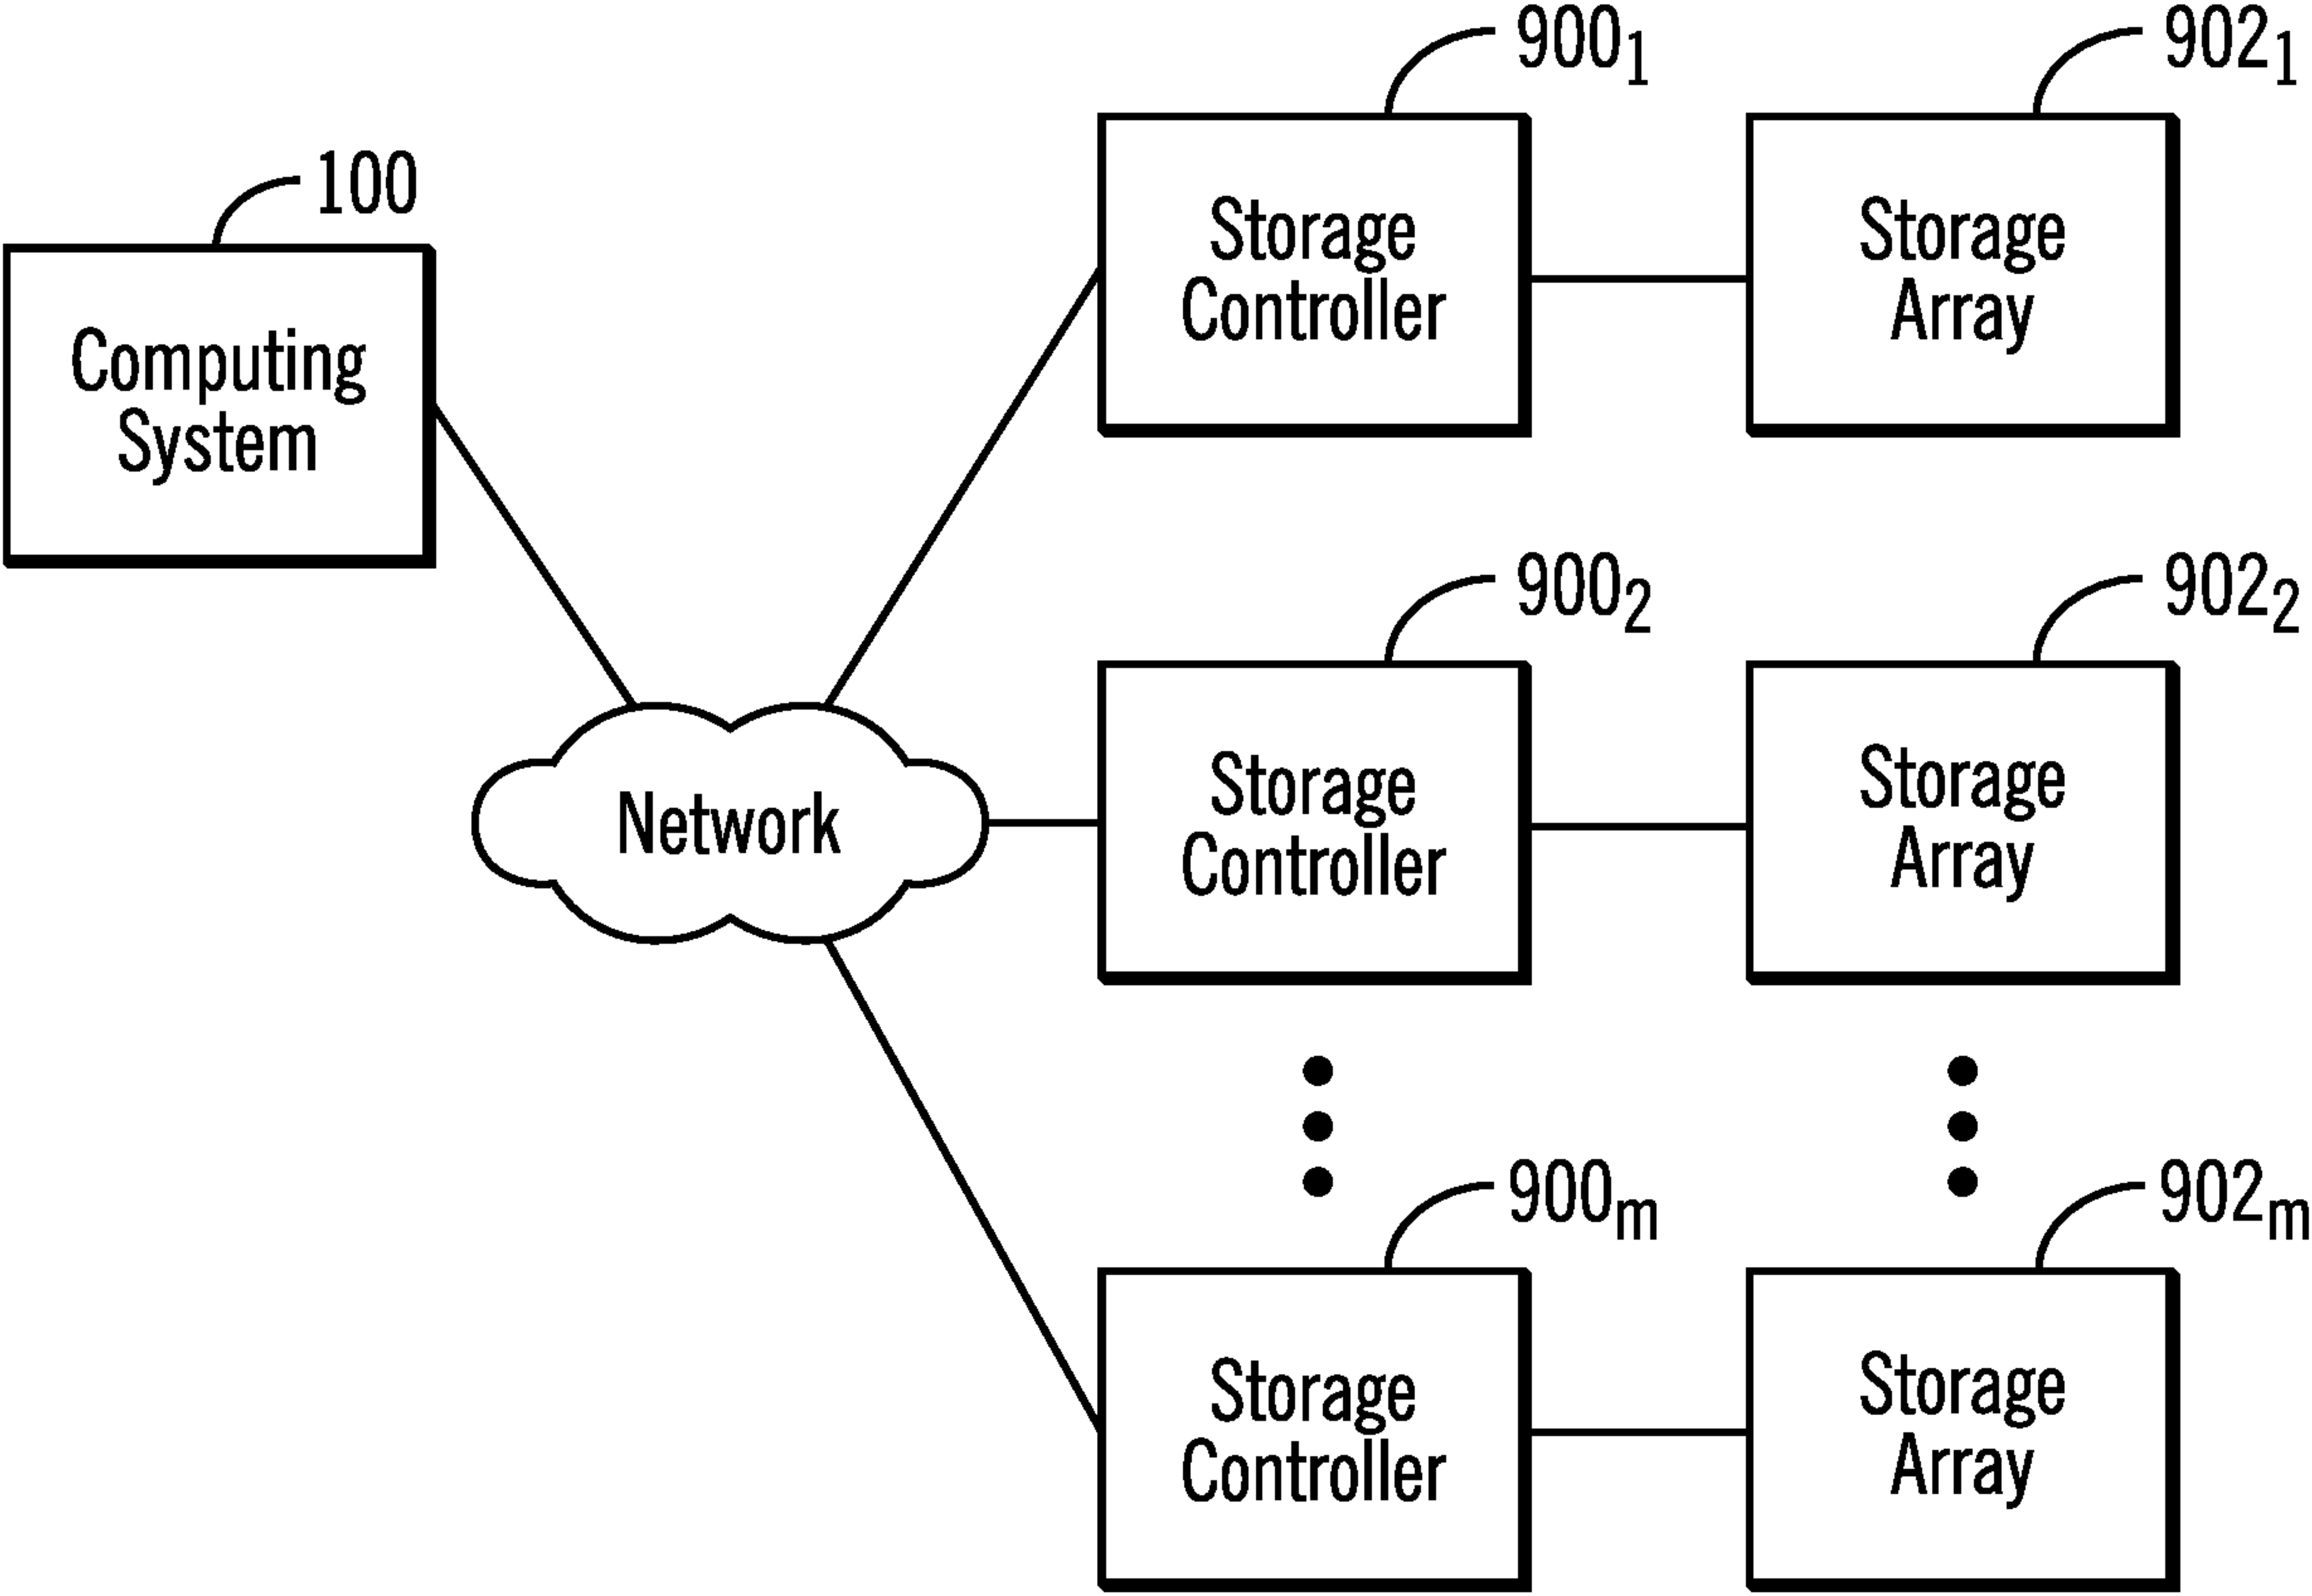 900₁
902₁
100
Storage
Controller
Storage
Array
Computing
System
900₂
902₂
Storage
Controller
Storage
Array
Network
900ₘ
902ₘ
Storage
Controller
Storage
Array